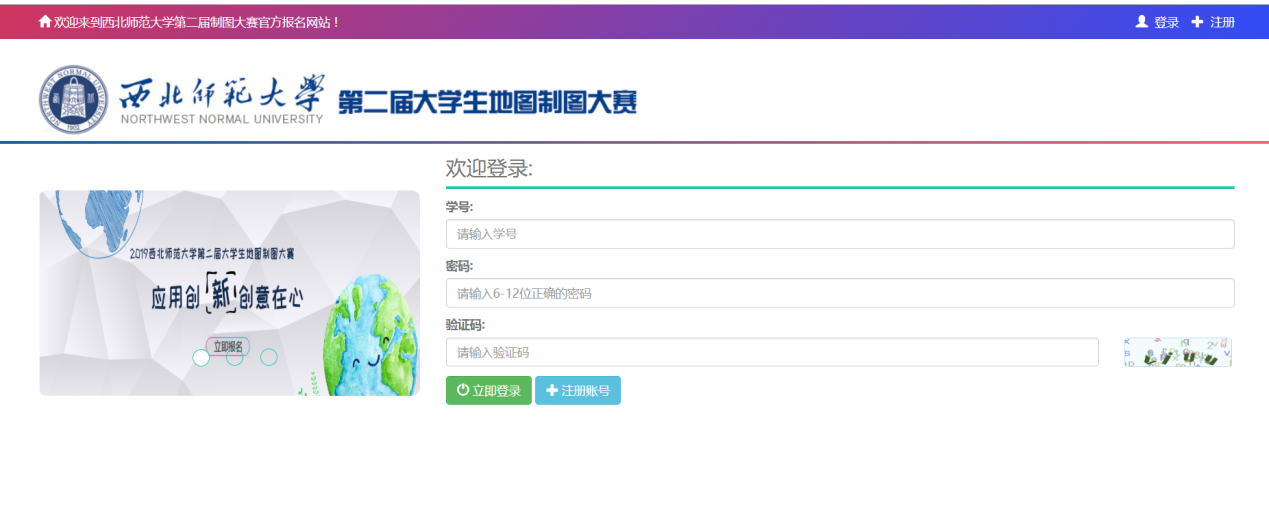 欢迎来到西北师范大学第二届制图大赛官方报名网站！
登录 注册
西北师范大学
NORTHWEST NORMAL UNIVERSITY
第二届大学生地图制图大赛
欢迎登录:
2019西北师范大学第二届大学生地图制图大赛
应用创「新」创意在心
立即报名
学号:
请输入学号
密码:
请输入6-12位正确的密码
验证码:
请输入验证码
立即登录 注册账号